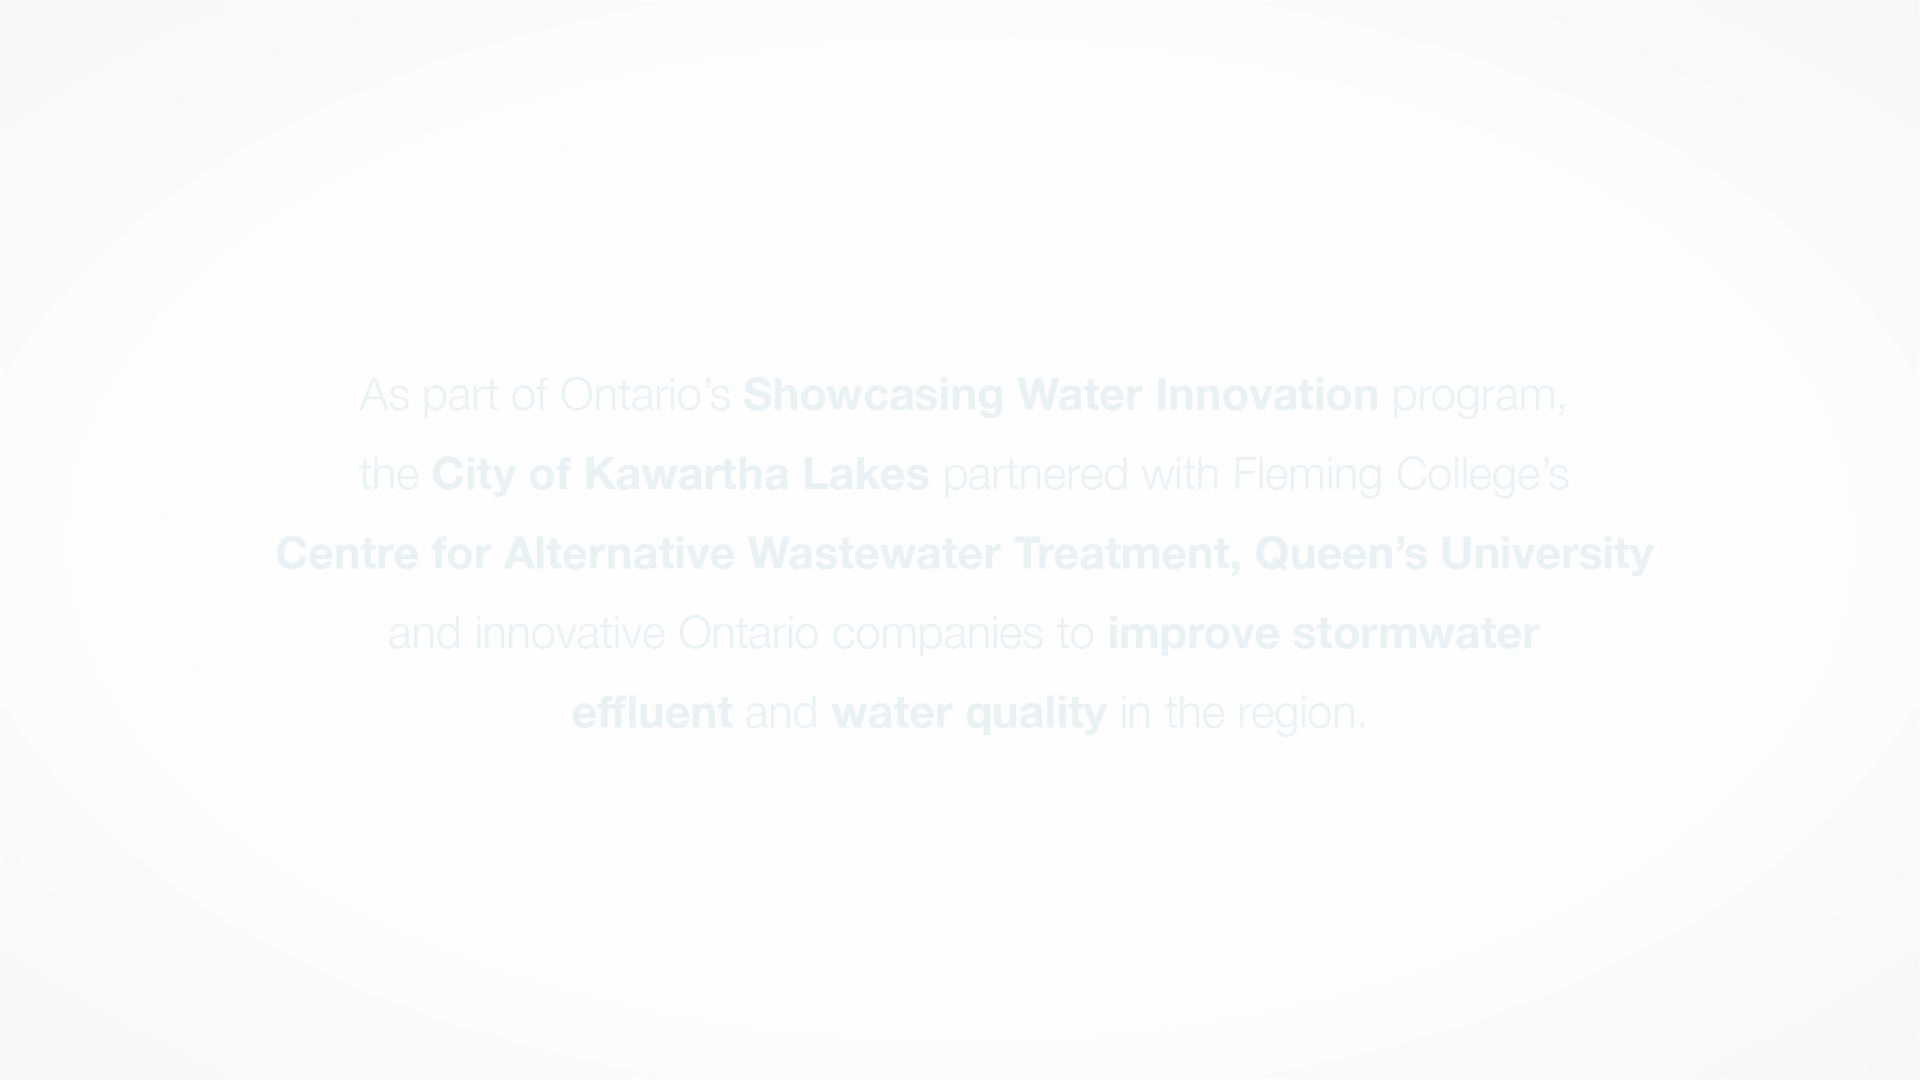 As part of Ontario’s Showcasing Water Innovation program,
the City of Kawartha Lakes partnered with Fleming College’s
Centre for Alternative Wastewater Treatment, Queen’s University
and innovative Ontario companies to improve stormwater
effluent and water quality in the region.